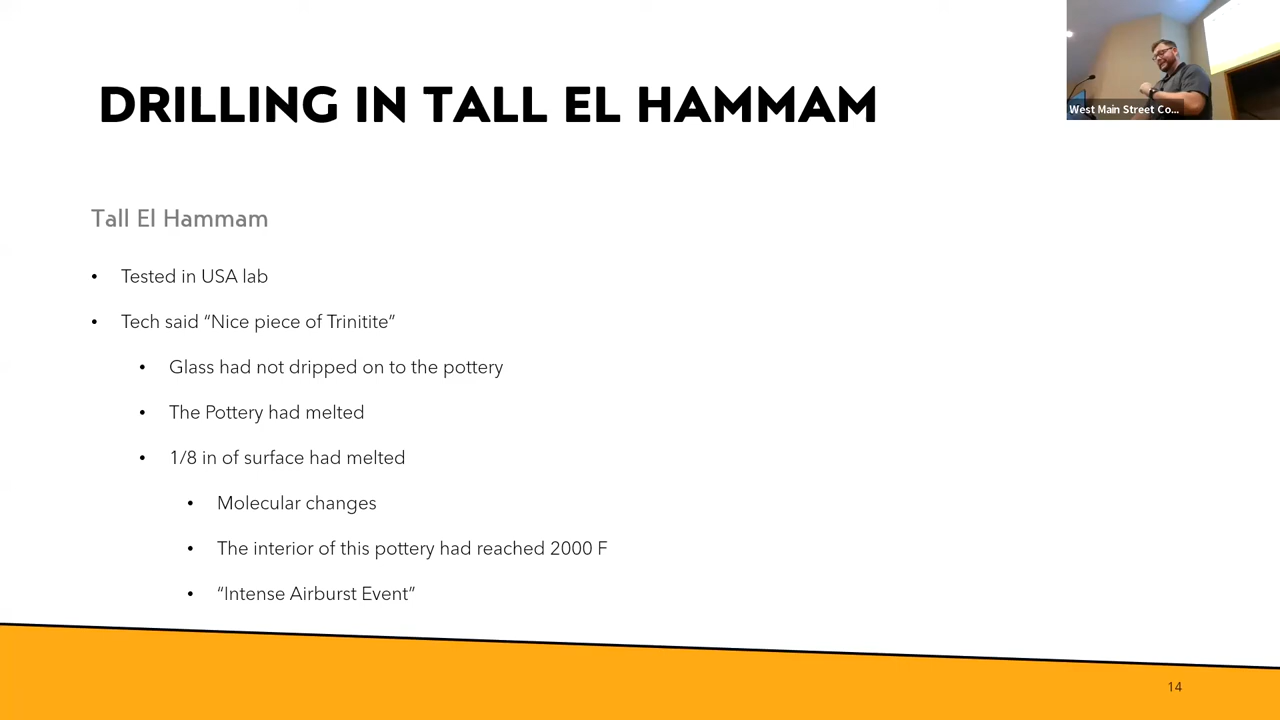 DRILLING IN TALL EL HAMMAM
West Main Street Co...
Tall El Hammam
• Tested in USA lab
• Tech said “Nice piece of Trinitite”
• Glass had not dripped on to the pottery
• The Pottery had melted
• 1/8 in of surface had melted
• Molecular changes
• The interior of this pottery had reached 2000 F
• “Intense Airburst Event”
14